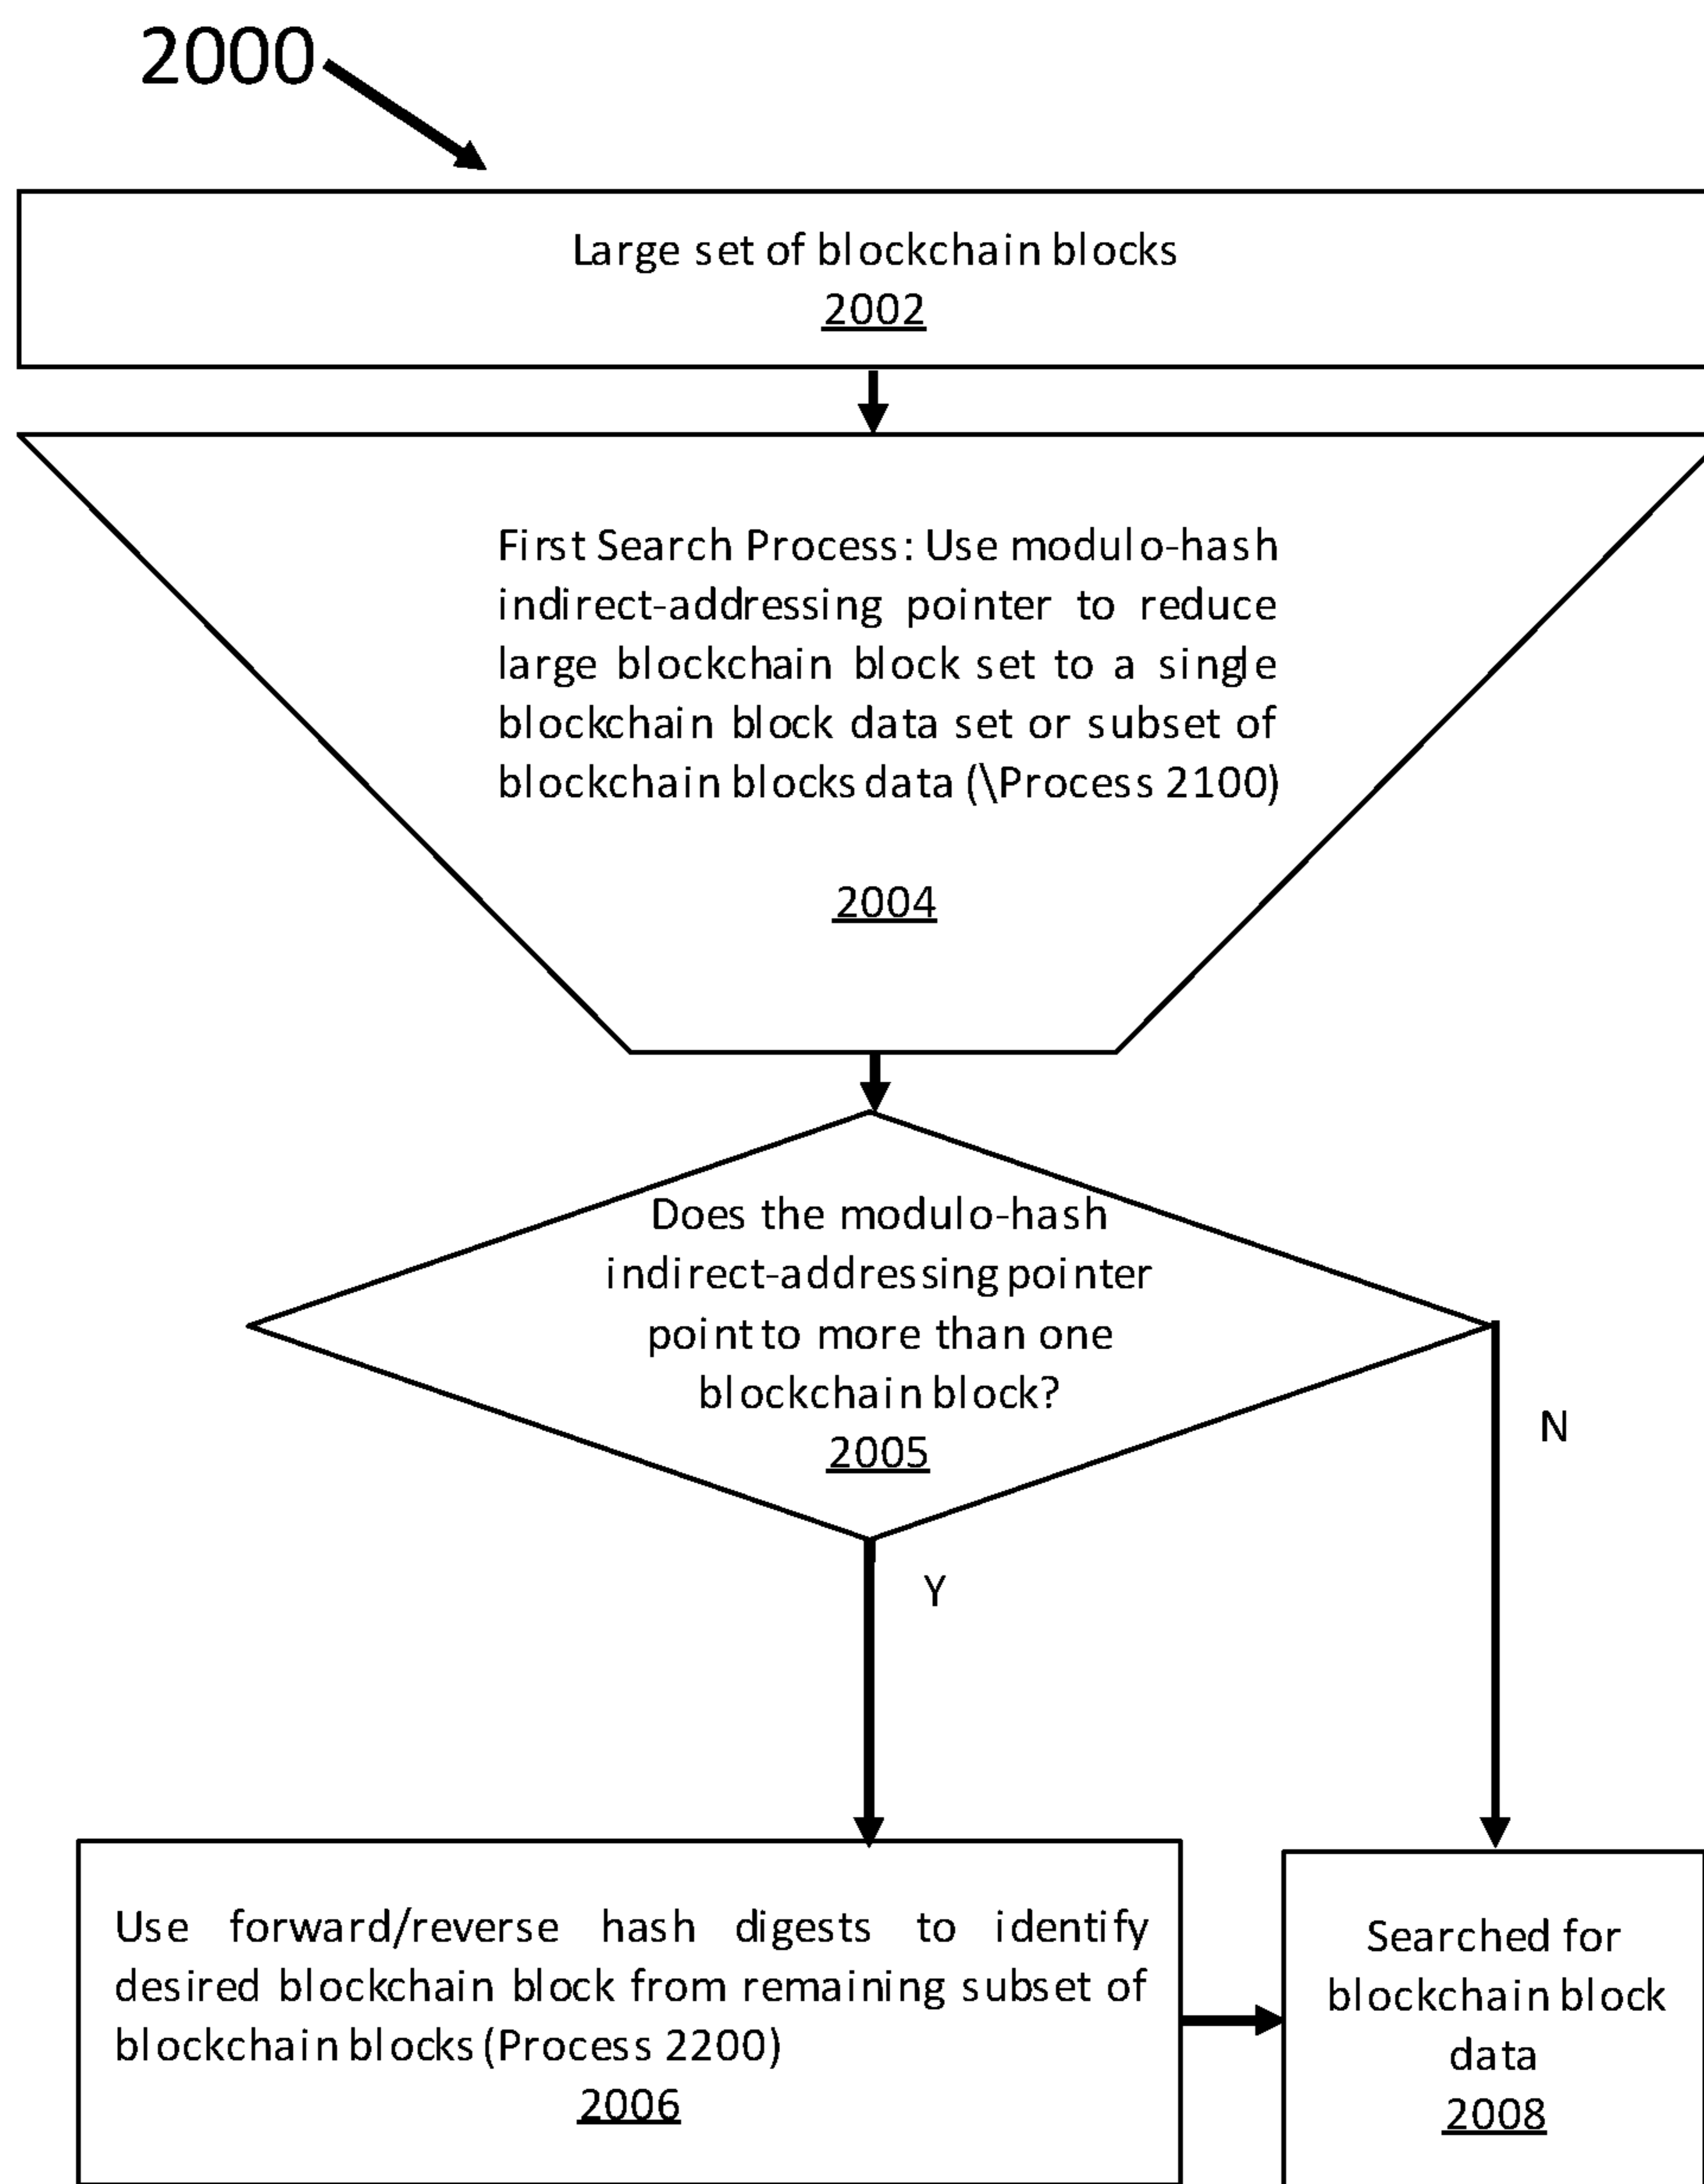 2000
Large set of blockchain blocks
2002
First Search Process: Use modulo-hash
indirect-addressing pointer to reduce
large blockchain block set to a single
blockchain block data set or subset of
blockchain blocks data (\Process 2100)
2004
Does the modulo-hash
indirect-addressing pointer
point to more than one
blockchain block?
2005
N
Y
Use forward/reverse hash digests to identify
desired blockchain block from remaining subset of
blockchain blocks (Process 2200)
2006
Searched for
blockchain block
data
2008